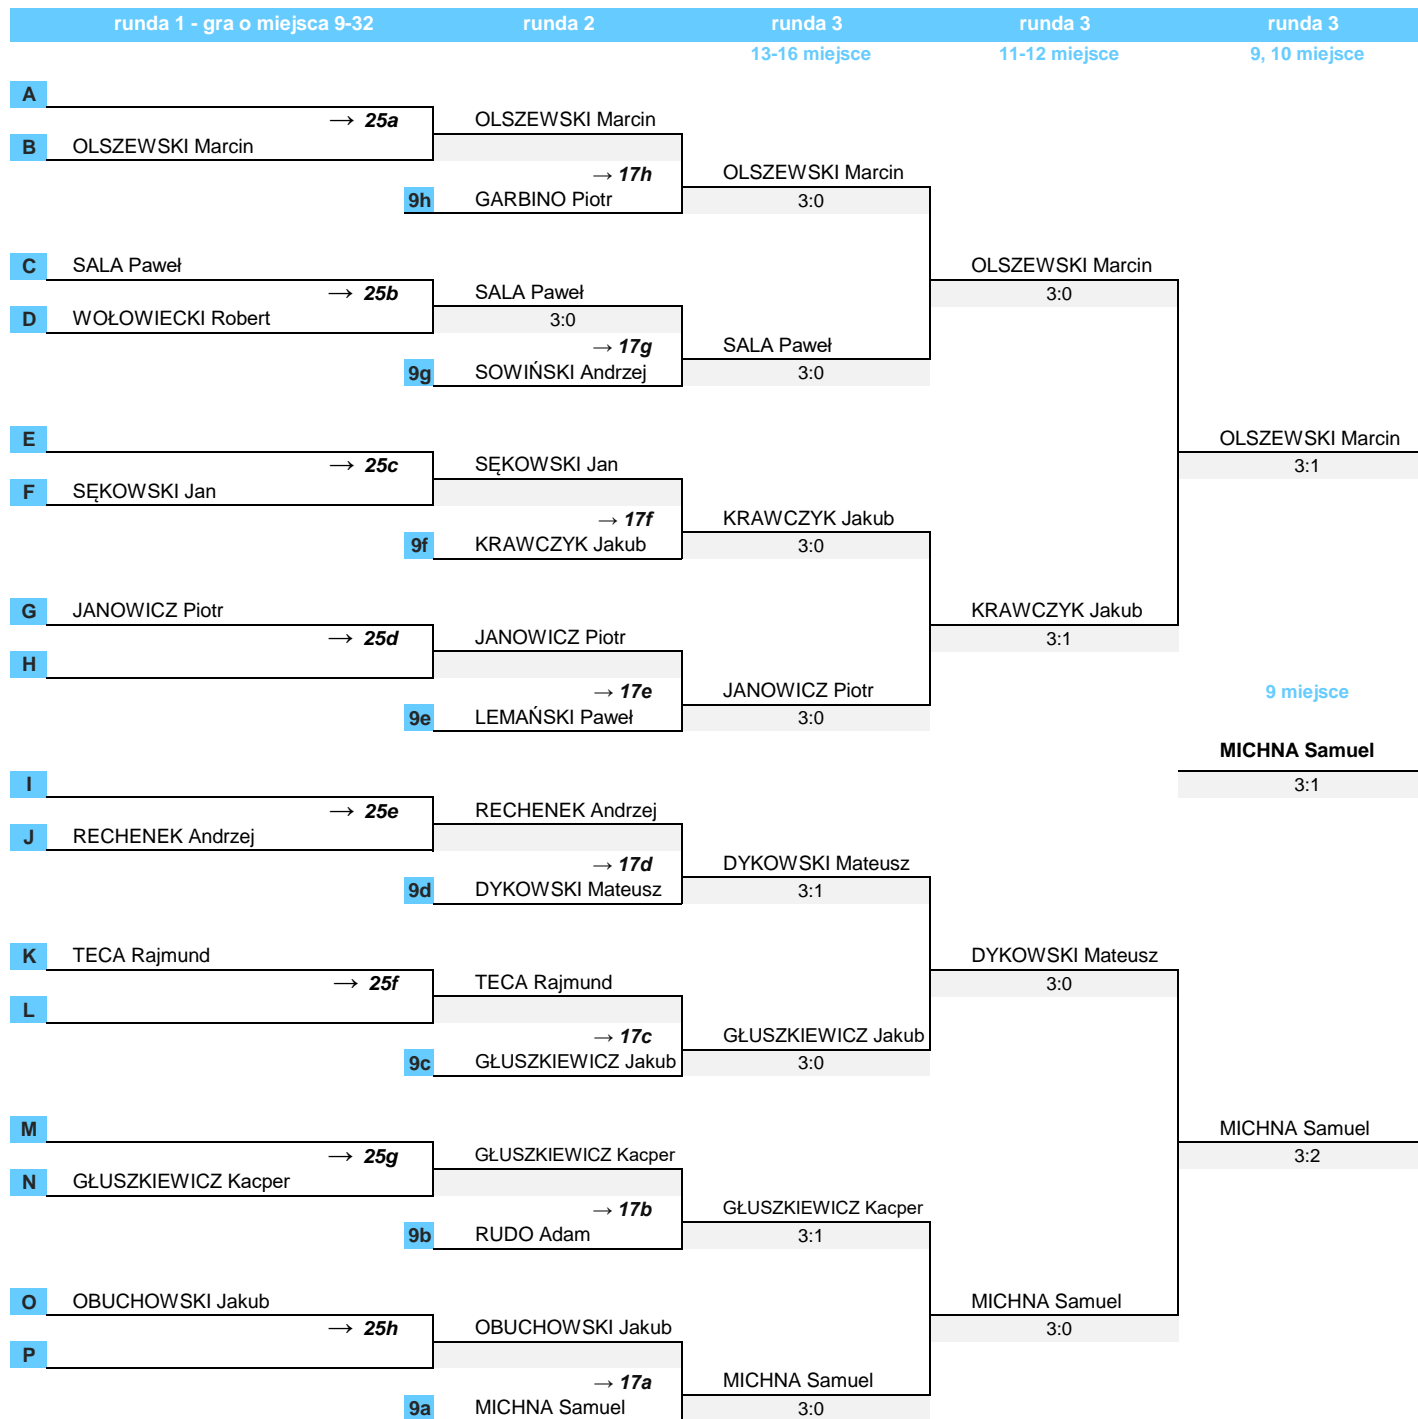 runda 1 - gra o miejsca 9-32 runda 2 runda 3 runda 3 runda 3
13-16 miejsce 11-12 miejsce 9, 10 miejsce
A
→ 25a OLSZEWSKI Marcin
B OLSZEWSKI Marcin
→ 17h OLSZEWSKI Marcin
9h GARBINO Piotr 3:0
C SALA Paweł OLSZEWSKI Marcin
→ 25b SALA Paweł 3:0
D WOŁOWIECKI Robert 3:0
→ 17g SALA Paweł
9g SOWIŃSKI Andrzej 3:0
E OLSZEWSKI Marcin
→ 25c SĘKOWSKI Jan 3:1
F SĘKOWSKI Jan
→ 17f KRAWCZYK Jakub
9f KRAWCZYK Jakub 3:0
G JANOWICZ Piotr KRAWCZYK Jakub
→ 25d JANOWICZ Piotr 3:1
H
→ 17e JANOWICZ Piotr 9 miejsce
9e LEMAŃSKI Paweł 3:0
MICHNA Samuel
I 3:1
→ 25e RECHENEK Andrzej
J RECHENEK Andrzej
→ 17d DYKOWSKI Mateusz
9d DYKOWSKI Mateusz 3:1
K TECA Rajmund DYKOWSKI Mateusz
→ 25f TECA Rajmund 3:0
L
→ 17c GŁUSZKIEWICZ Jakub
9c GŁUSZKIEWICZ Jakub 3:0
M MICHNA Samuel
→ 25g GŁUSZKIEWICZ Kacper 3:2
N GŁUSZKIEWICZ Kacper
→ 17b GŁUSZKIEWICZ Kacper
9b RUDO Adam 3:1
O OBUCHOWSKI Jakub MICHNA Samuel
→ 25h OBUCHOWSKI Jakub 3:0
P
→ 17a MICHNA Samuel
9a MICHNA Samuel 3:0